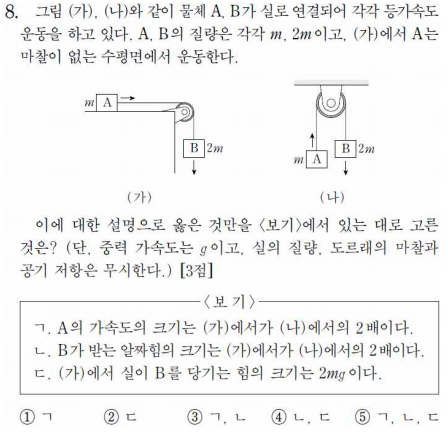 8. 그림 (가), (나)와 같이 물체 A, B가 실로 연결되어 각각 등가속도
운동을 하고 있다. A, B의 질량은 각각 m, 2m이고, (가)에서 A는
마찰이 없는 수평면에서 운동한다.
m A
B 2m
m A
B 2m
(가)
(나)
이에 대한 설명으로 옳은 것만을 <보기>에서 있는 대로 고른
것은? (단, 중력 가속도는 g이고, 실의 질량, 도르래의 마찰과
공기 저항은 무시한다.) [3점]
<보 기>
ㄱ. A의 가속도의 크기는 (가)에서가 (나)에서의 2배이다.
ㄴ. B가 받는 알짜힘의 크기는 (가)에서가 (나)에서의 2배이다.
ㄷ. (가)에서 실이 B를 당기는 힘의 크기는 2mg이다.
① ㄱ ② ㄷ ③ ㄱ, ㄴ ④ ㄴ, ㄷ ⑤ ㄱ, ㄴ, ㄷ